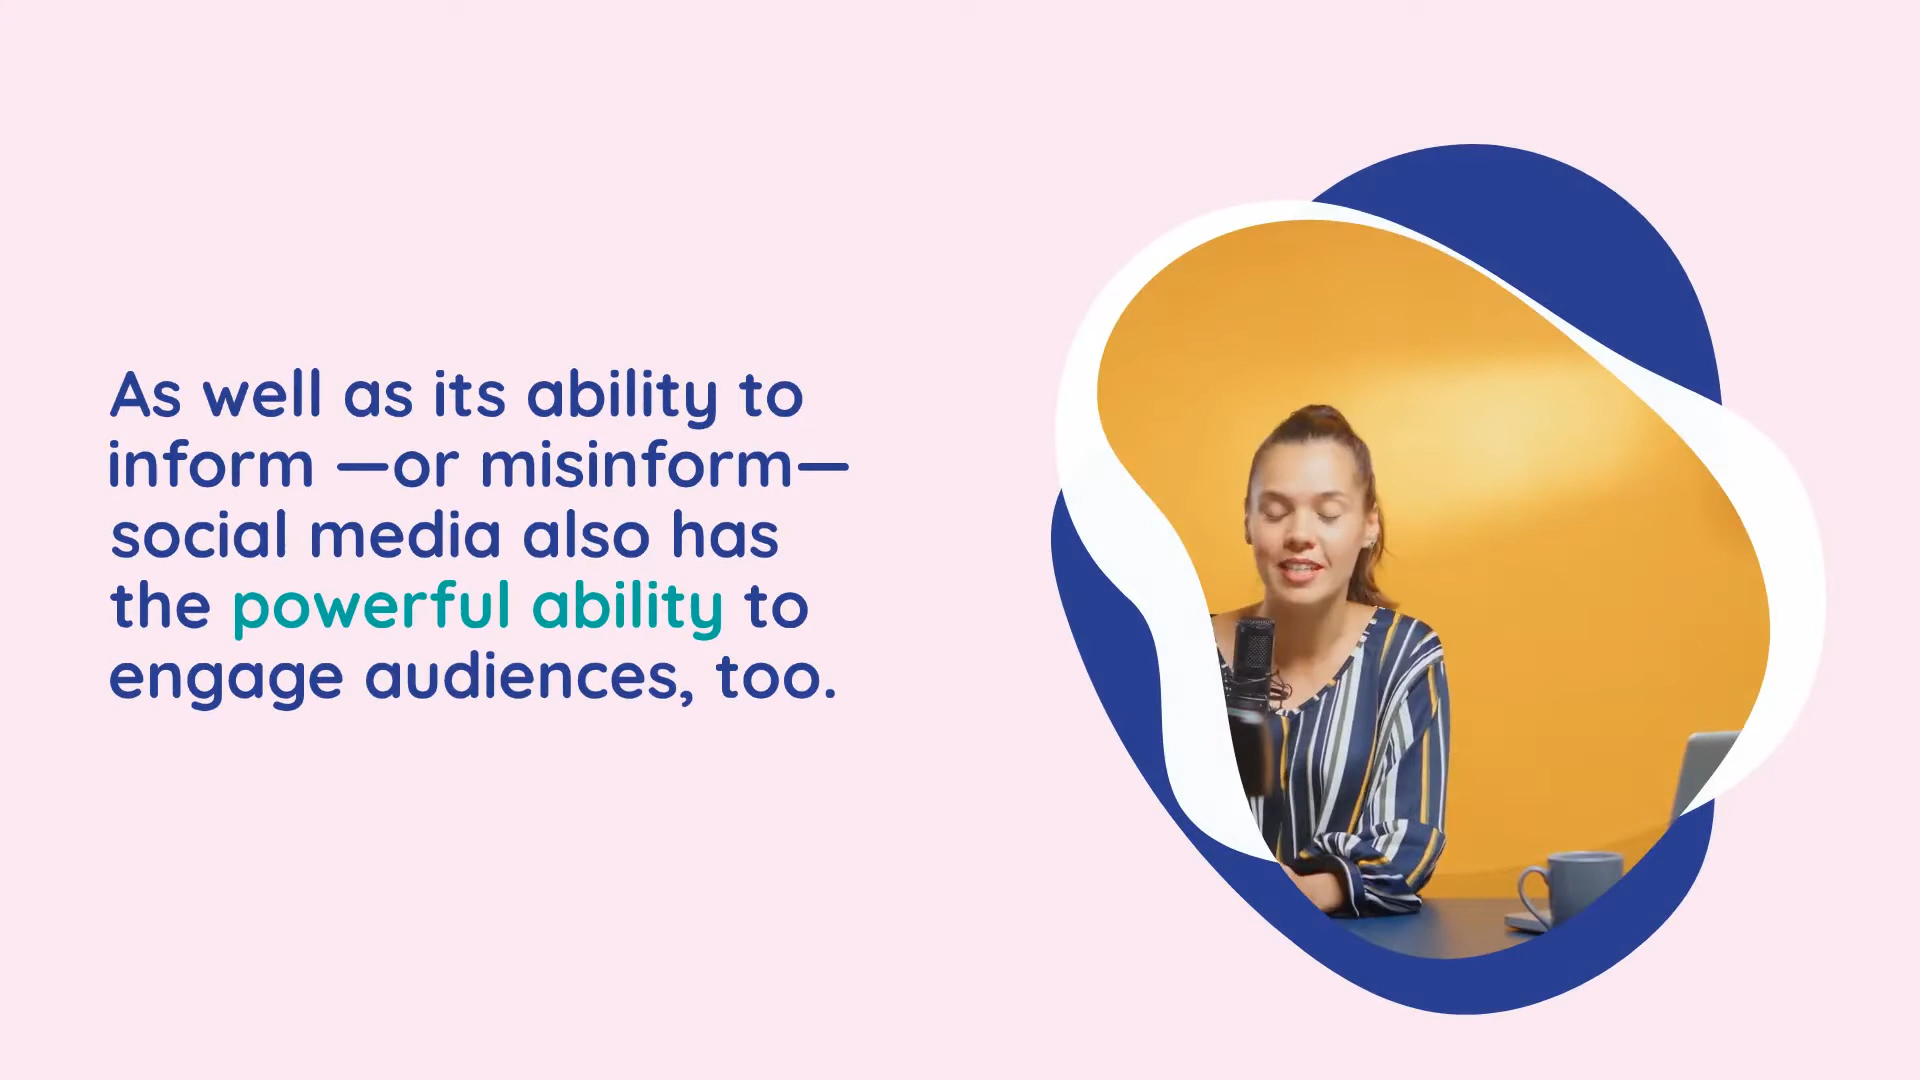 As well as its ability to
inform —or misinform—
social media also has
the powerful ability to
engage audiences, too.